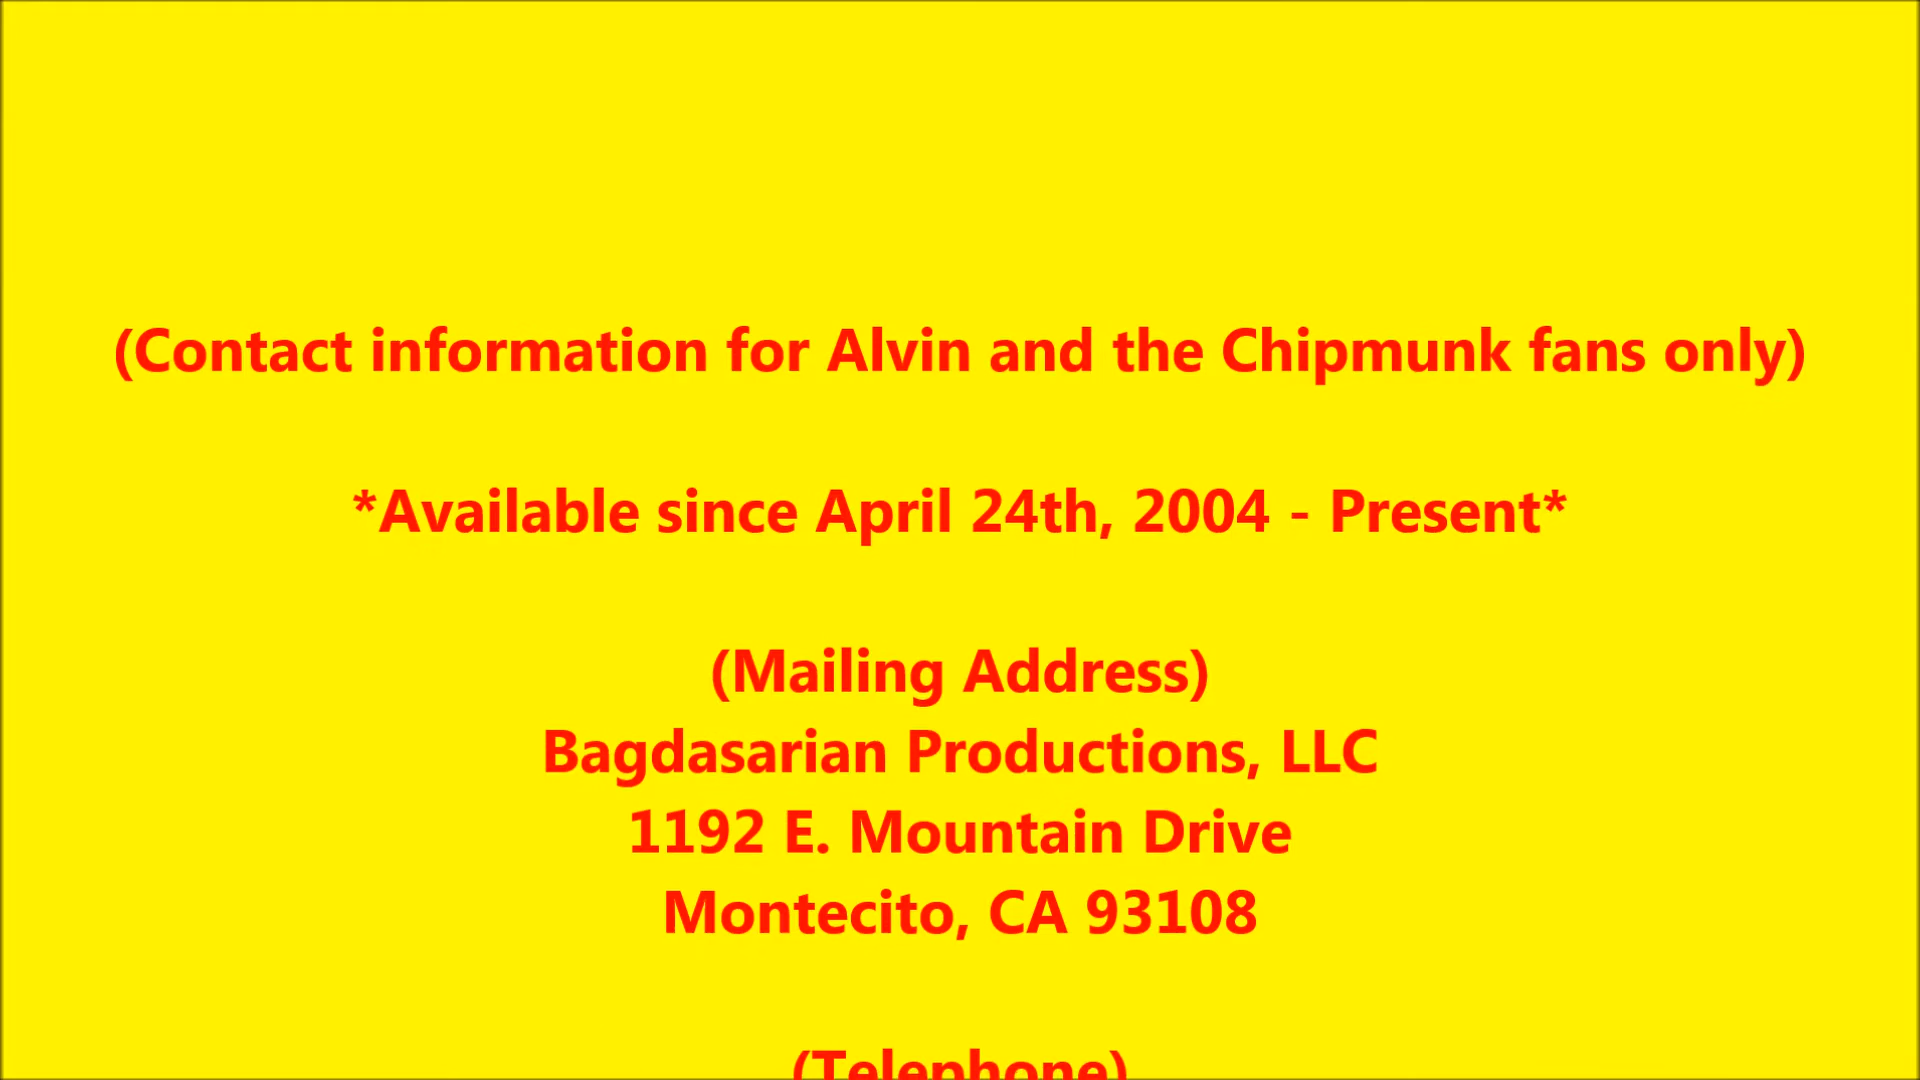 (Contact information for Alvin and the Chipmunk fans only)
*Available since April 24th, 2004 - Present*
(Mailing Address)
Bagdasarian Productions, LLC
1192 E. Mountain Drive
Montecito, CA 93108
(Telephone)